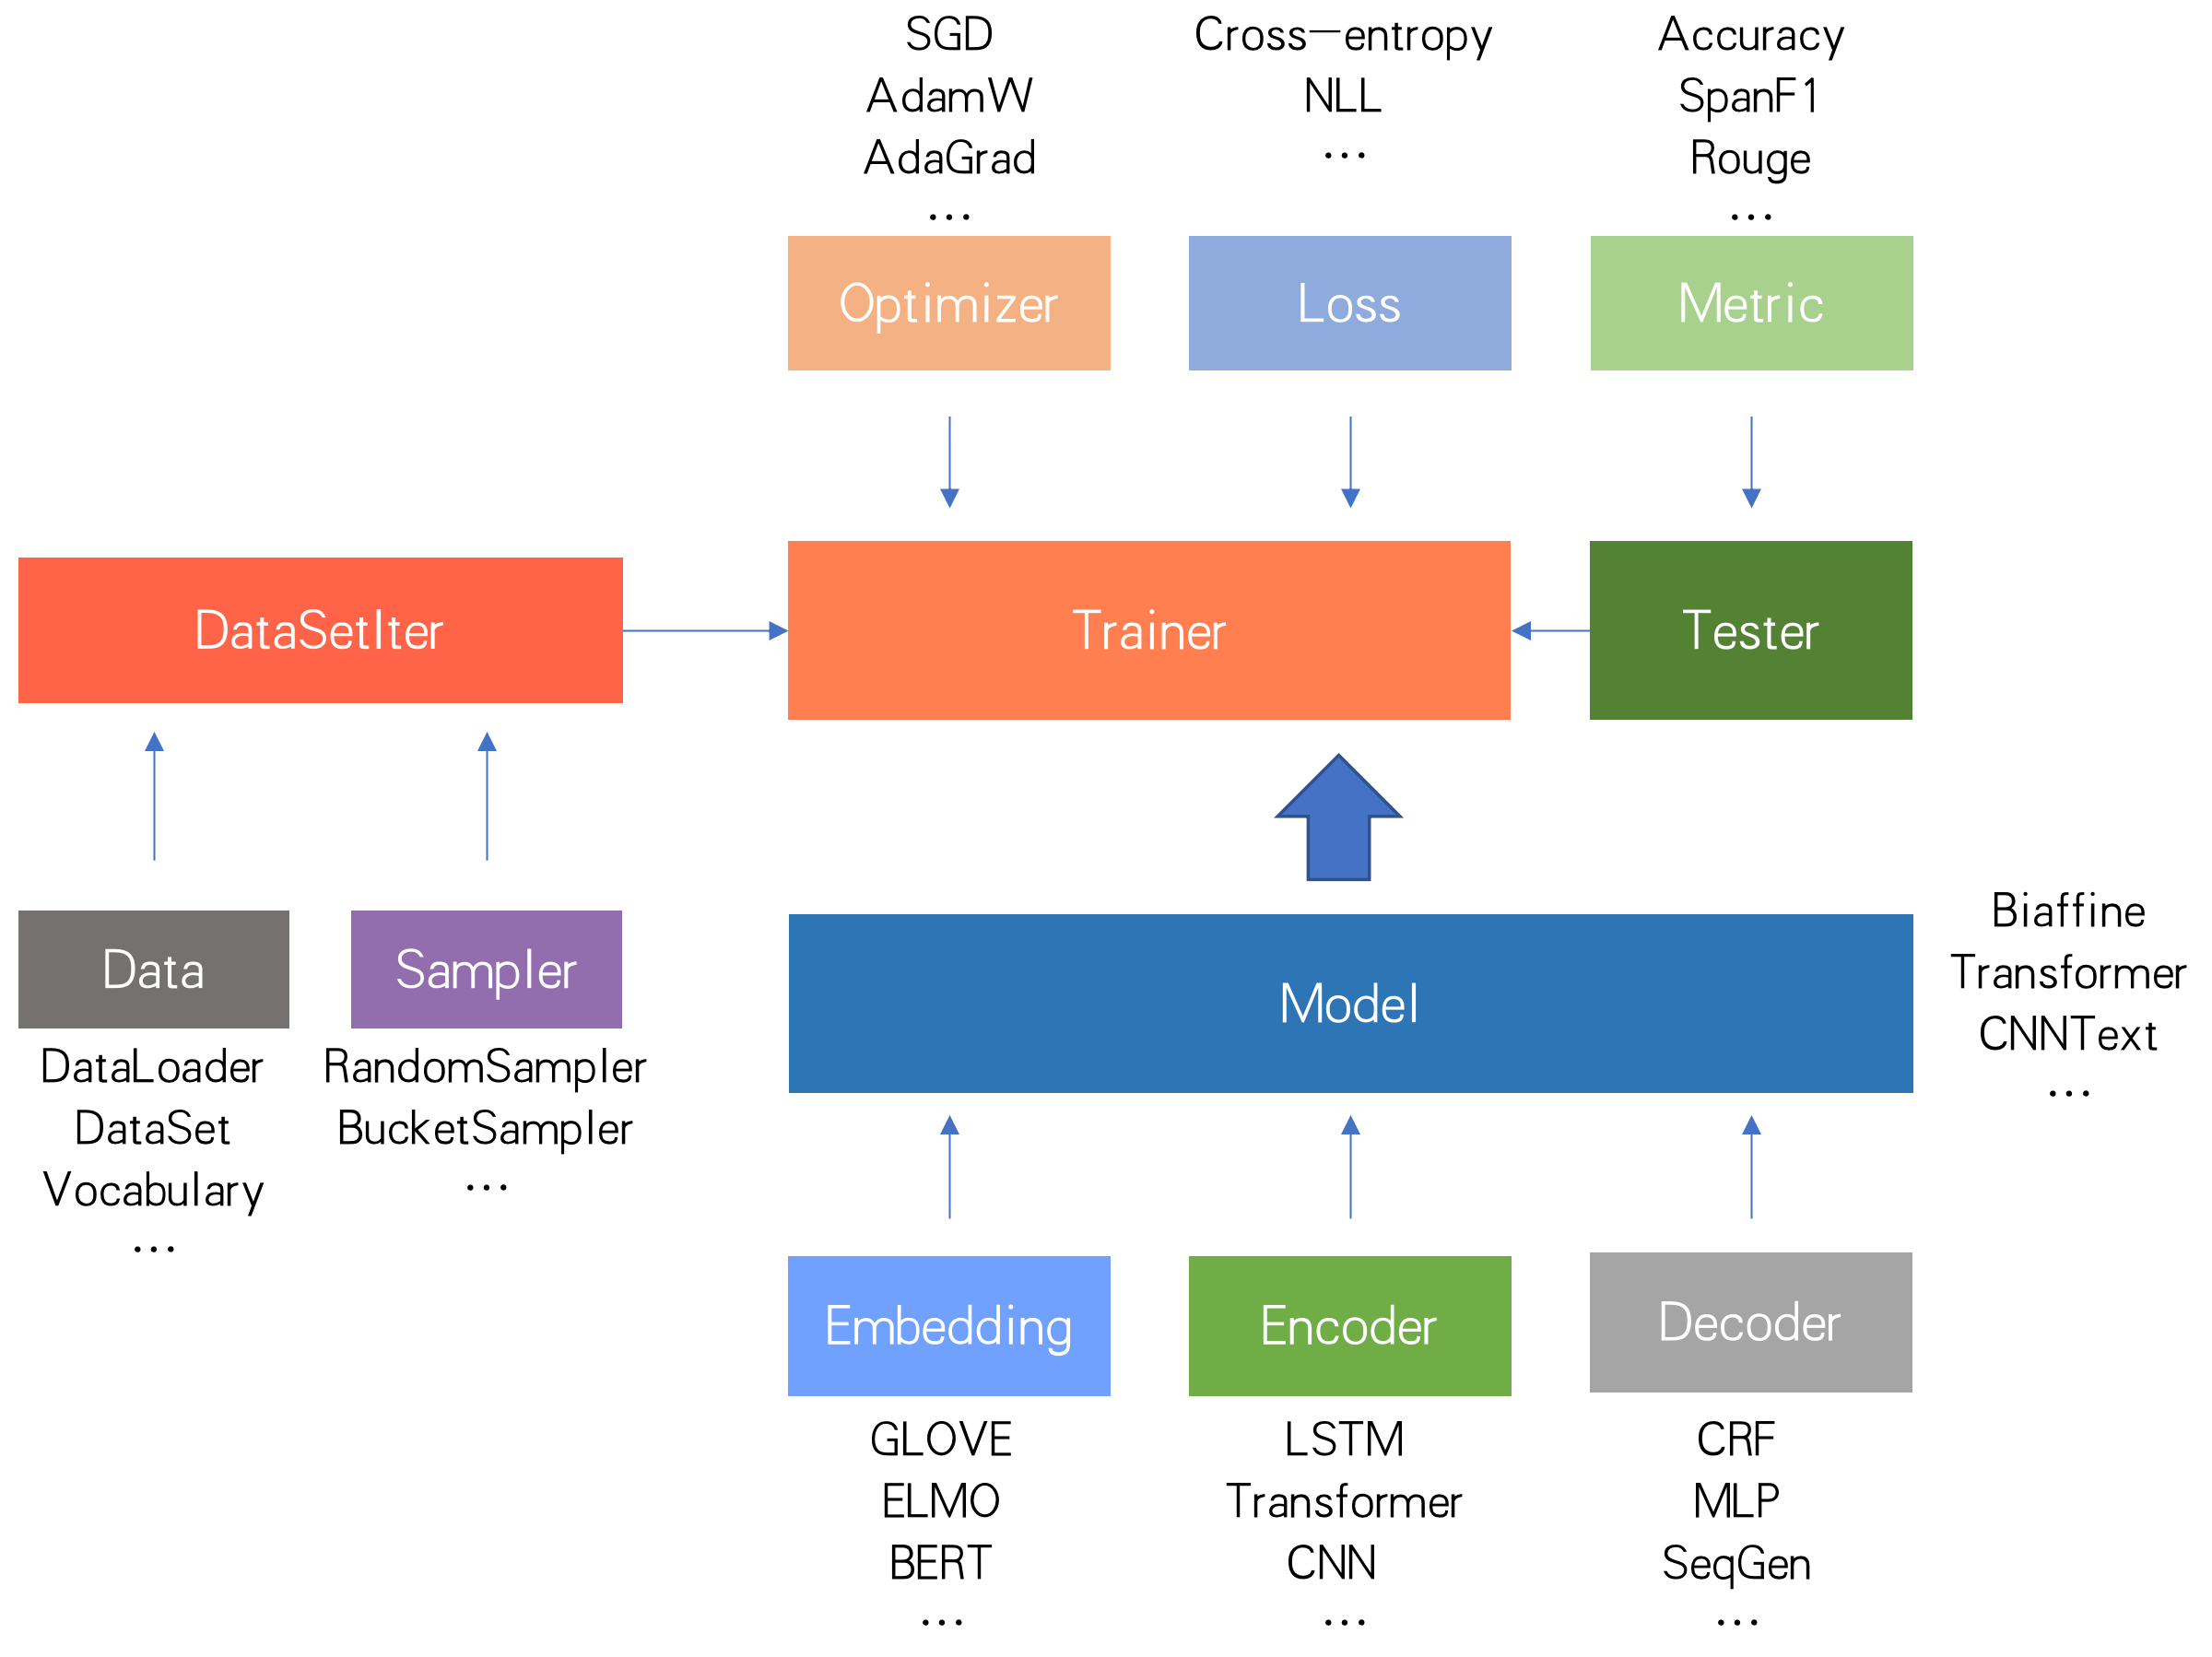 SGD
AdamW
AdaGrad
...
Cross-entropy
NLL
...
Accuracy
SpanF1
Rouge
...
Optimizer
Loss
Metric
DataSetIter
Trainer
Tester
Data
DataLoader
DataSet
Vocabulary
...
Sampler
RandomSampler
BucketSampler
...
Model
Biaffine
Transformer
CNNText
...
Embedding
GLOVE
ELMO
BERT
...
Encoder
LSTM
Transformer
CNN
...
Decoder
CRF
MLP
SeqGen
...